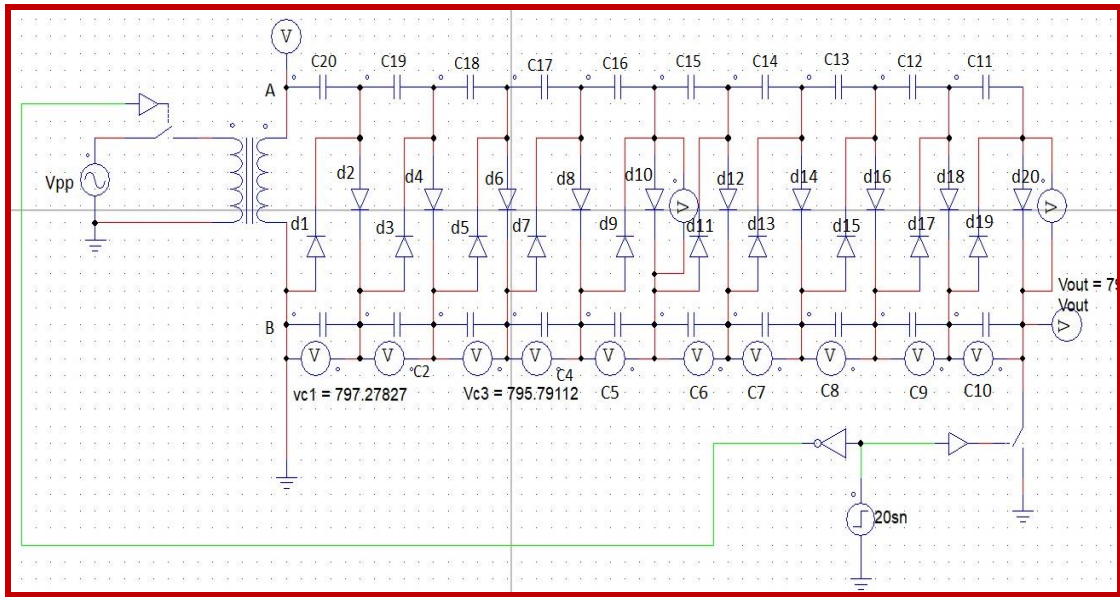 V
C20 C19 C18 C17 C16 C15 C14 C13 C12 C11
A
d2 d4 d6 d8 d10 d12 d14 d16 d18 d20
Vpp
V V
d1 d3 d5 d7 d9 d11 d13 d15 d17 d19
Vout = 79
Vout
B
V
V V V V V V V V V V
C2 C4
vc1 = 797.27827 Vc3 = 795.79112 C5 C6 C7 C8 C9 C10
20sn